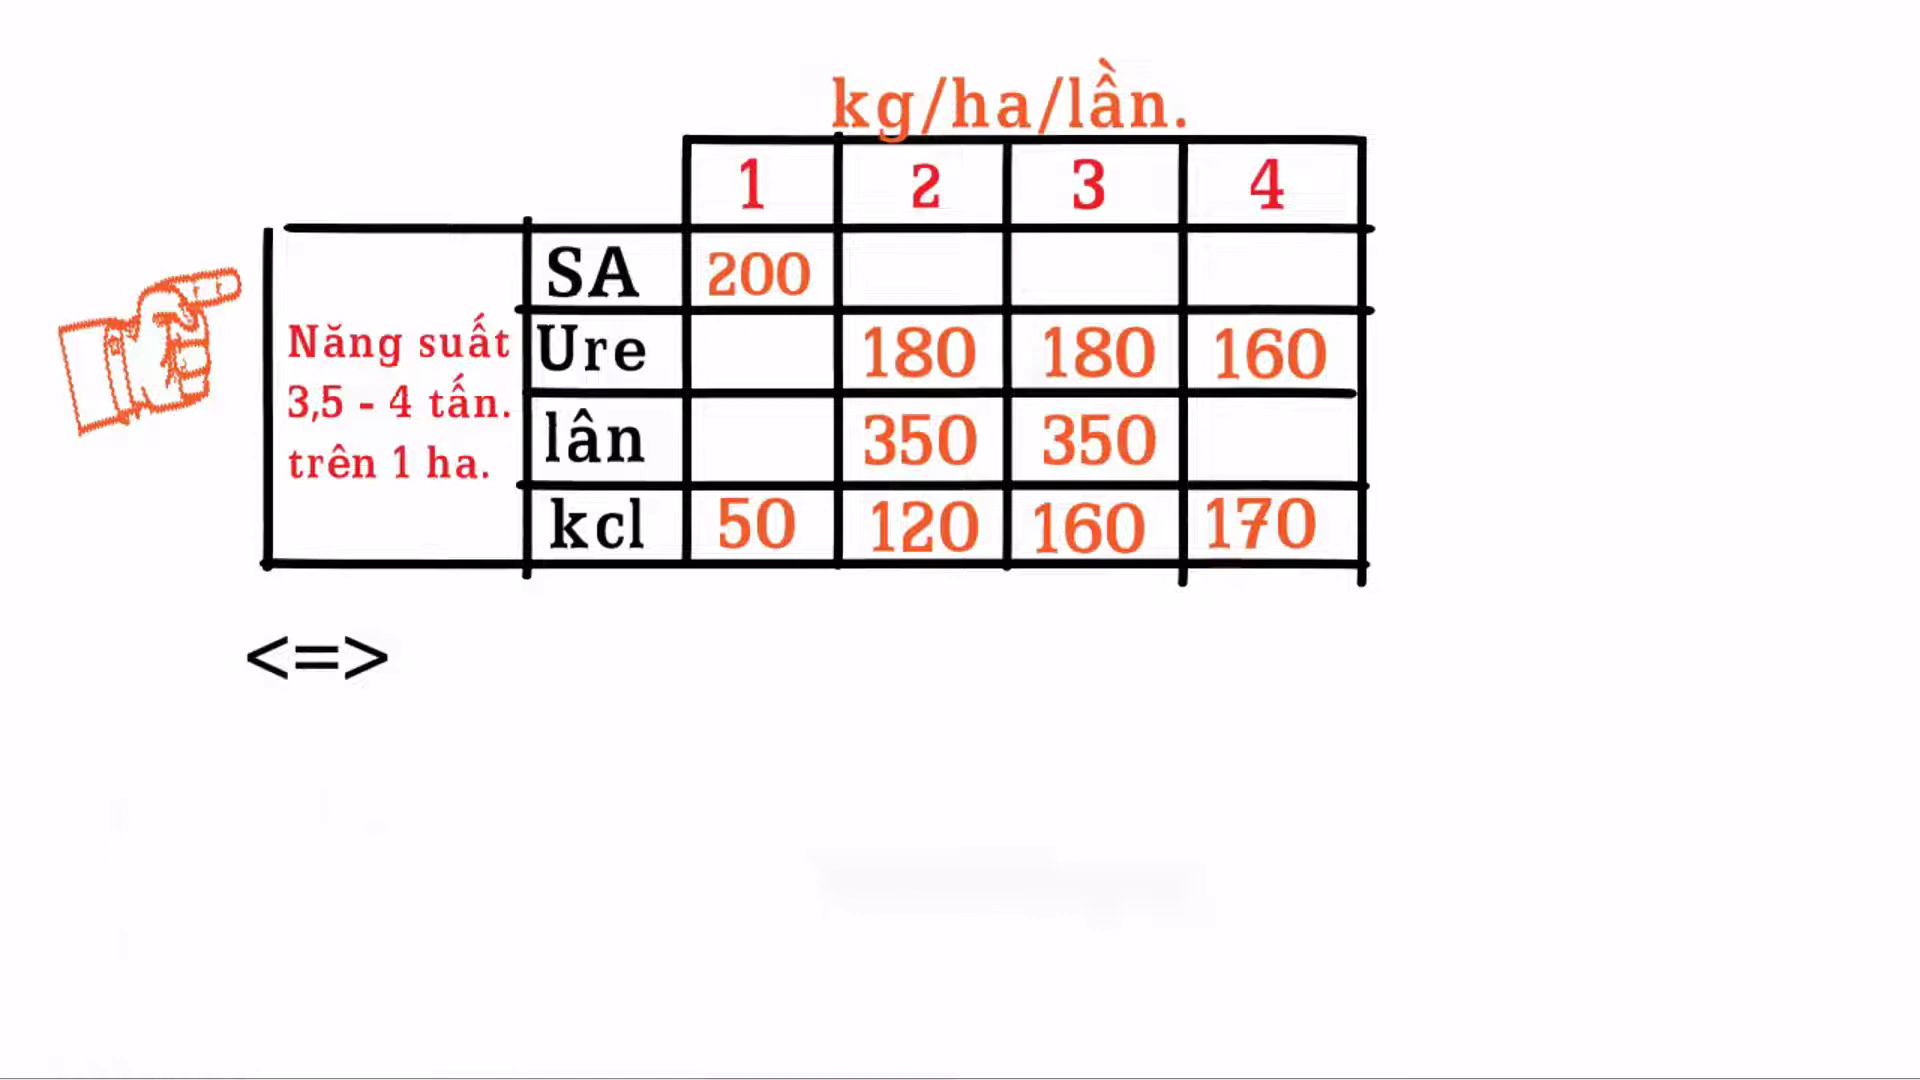 kg/ha/lần.
1 2 3 4
SA 200
Năng suất
3,5 - 4 tấn.
trên 1 ha.
Ure 180 180 160
lân 350 350
kcl 50 120 160 170
<=>